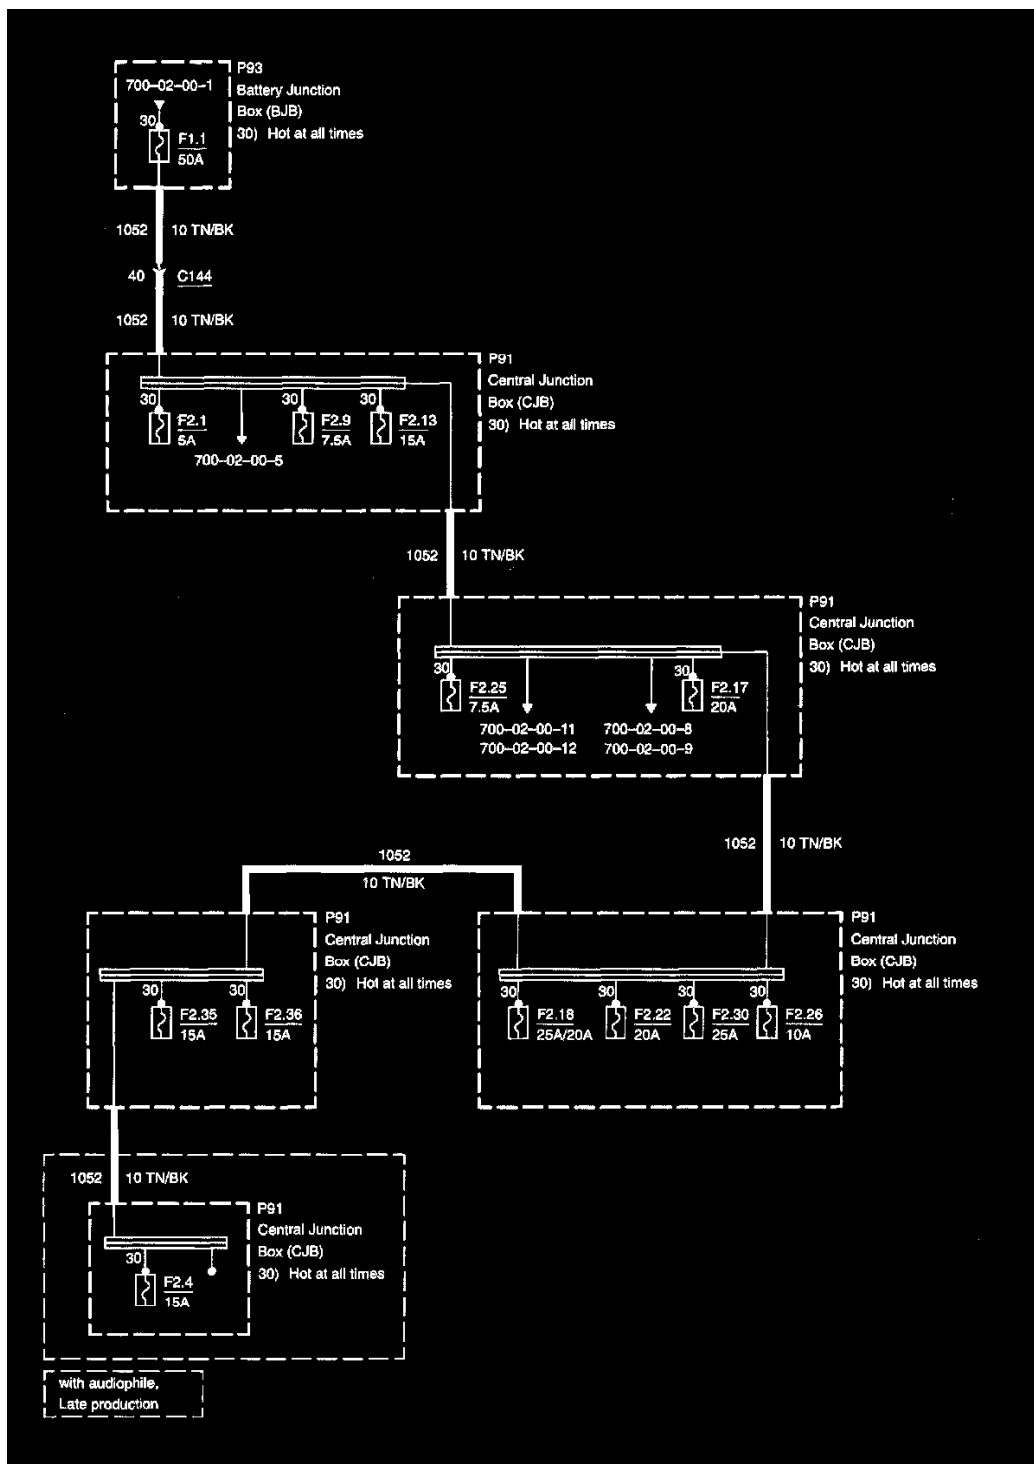 P93
700-02-00-1
Battery Junction
Box (BJB)
30) Hot at all times
30
F1.1
50A
1052
10 TN/BK
40
C144
1052
10 TN/BK
P91
Central Junction
Box (CJB)
30) Hot at all times
30
F2.1
5A
700-02-00-5
30
F2.9
7.5A
30
F2.13
15A
1052
10 TN/BK
P91
Central Junction
Box (CJB)
30) Hot at all times
30
F2.25
7.5A
700-02-00-11
700-02-00-12
700-02-00-8
700-02-00-9
30
F2.17
20A
1052
10 TN/BK
1052
10 TN/BK
P91
Central Junction
Box (CJB)
30) Hot at all times
30
F2.35
15A
30
F2.36
15A
P91
Central Junction
Box (CJB)
30) Hot at all times
30
F2.18
25A/20A
30
F2.22
20A
30
F2.30
25A
30
F2.26
10A
1052
10 TN/BK
P91
Central Junction
Box (CJB)
30) Hot at all times
30
F2.4
15A
with audiophile,
Late production